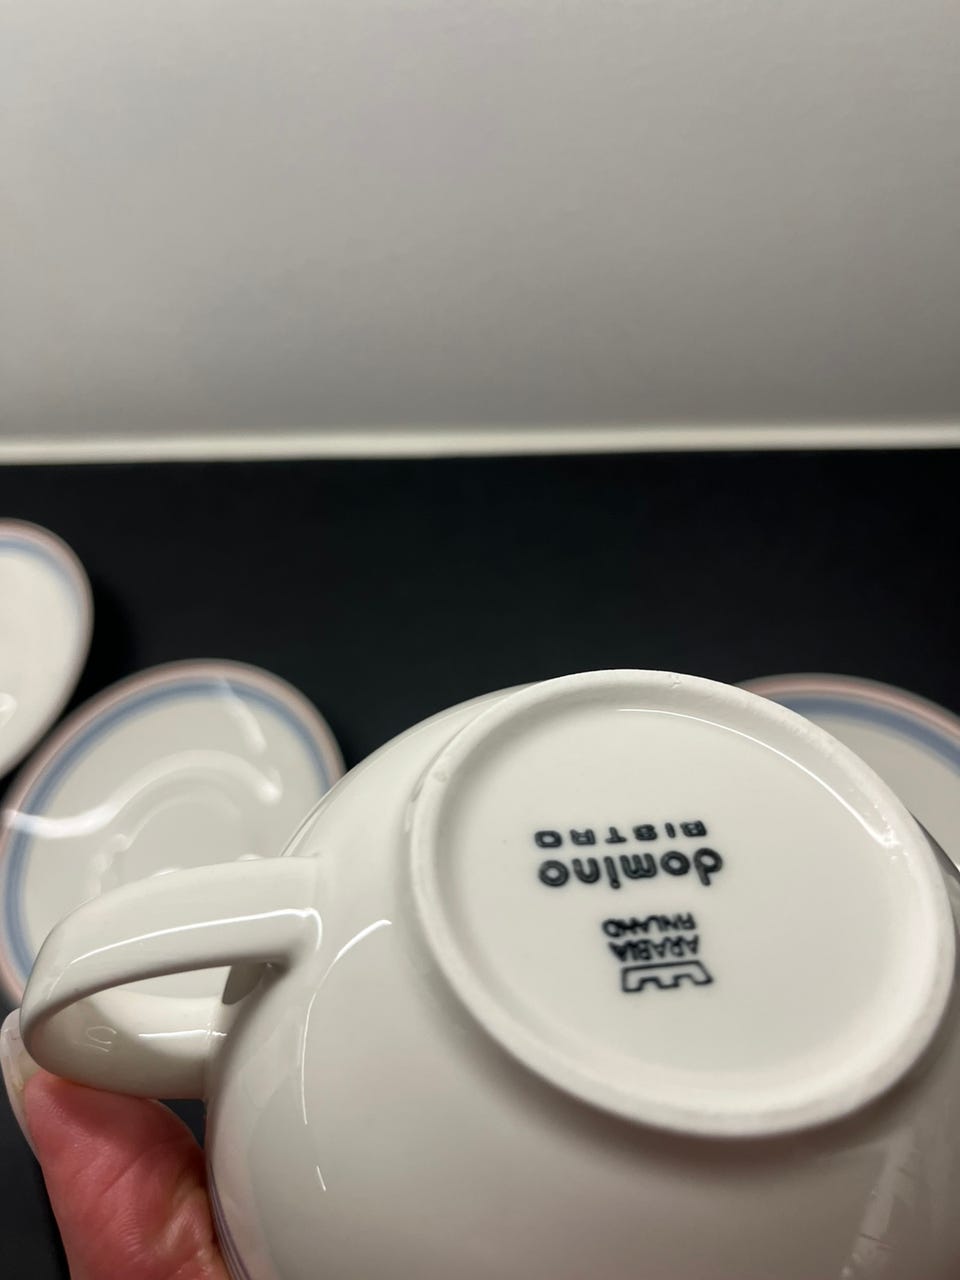 ARABIA
FINLAND
domino
BISTRO